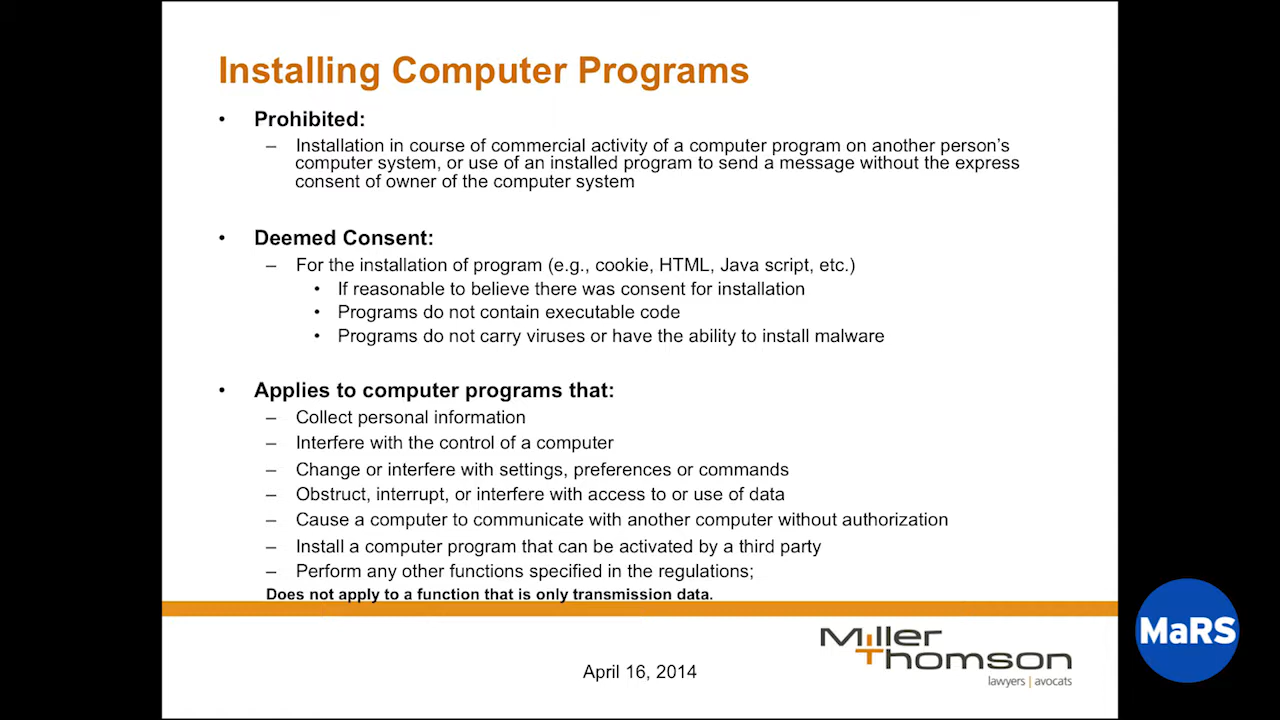 Installing Computer Programs
• Prohibited:
– Installation in course of commercial activity of a computer program on another person's
computer system, or use of an installed program to send a message without the express
consent of owner of the computer system
• Deemed Consent:
– For the installation of program (e.g., cookie, HTML, Java script, etc.)
• If reasonable to believe there was consent for installation
• Programs do not contain executable code
• Programs do not carry viruses or have the ability to install malware
• Applies to computer programs that:
– Collect personal information
– Interfere with the control of a computer
– Change or interfere with settings, preferences or commands
– Obstruct, interrupt, or interfere with access to or use of data
– Cause a computer to communicate with another computer without authorization
– Install a computer program that can be activated by a third party
– Perform any other functions specified in the regulations;
Does not apply to a function that is only transmission data.
Miller
Thomson
lawyers | avocats
April 16, 2014
MaRS